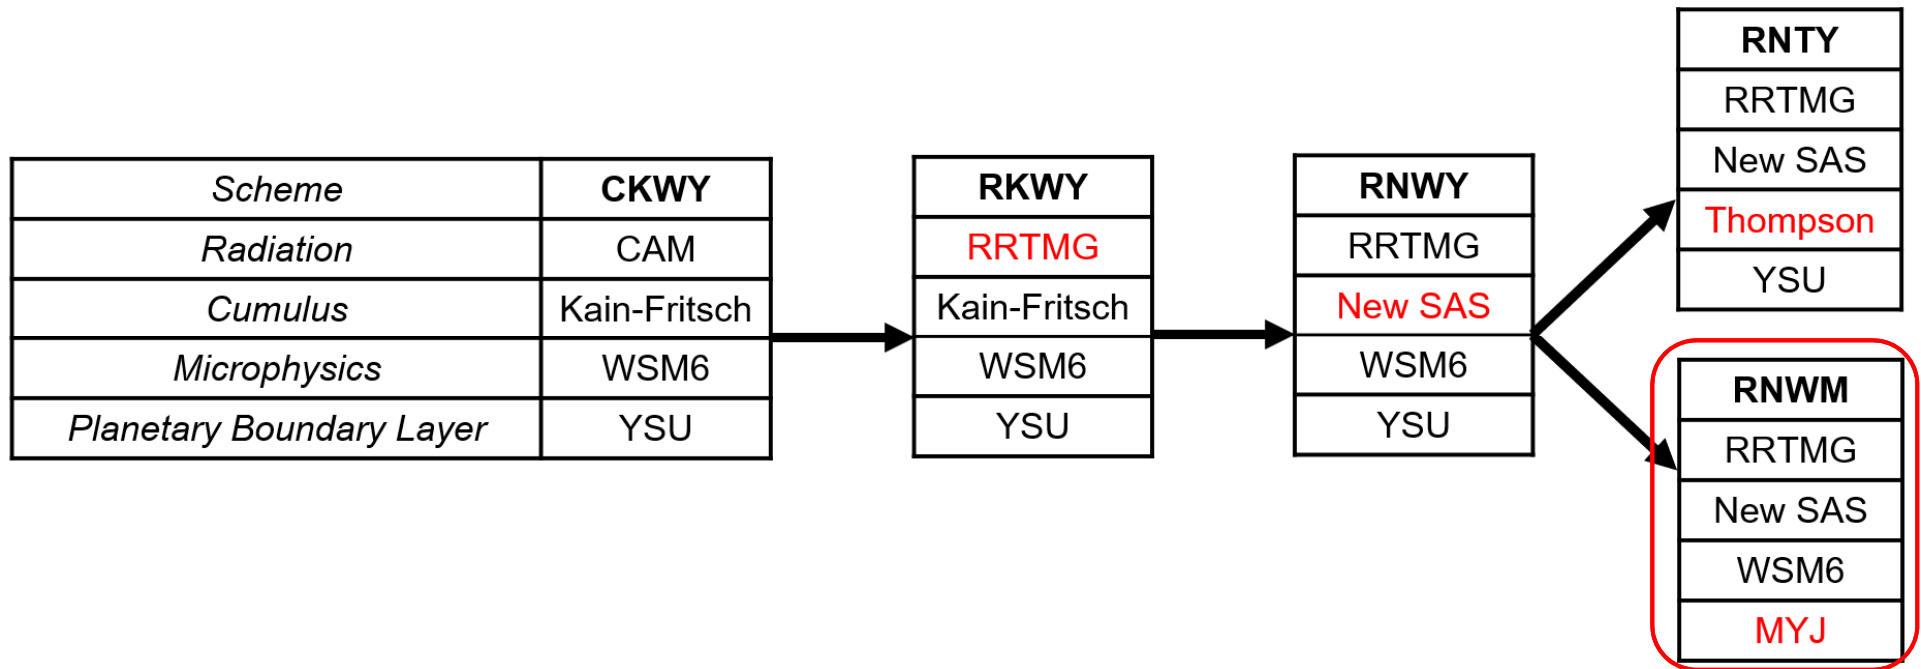 Scheme CKWY
Radiation CAM
Cumulus Kain-Fritsch
Microphysics WSM6
Planetary Boundary Layer YSU
RKWY
RRTMG
Kain-Fritsch
WSM6
YSU
RNWY
RRTMG
New SAS
WSM6
YSU
RNTY
RRTMG
New SAS
Thompson
YSU
RNWM
RRTMG
New SAS
WSM6
MYJ